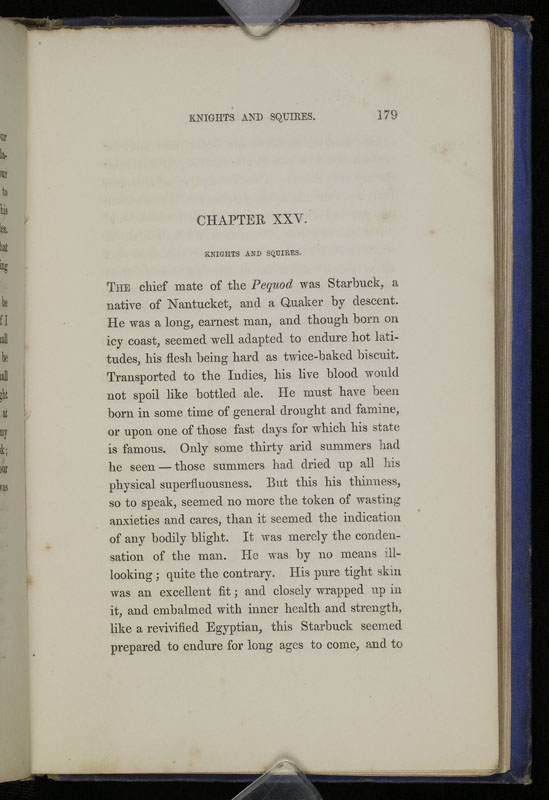 KNIGHTS AND SQUIRES. 179
CHAPTER XXV.
KNIGHTS AND SQUIRES.
THE chief mate of the Pequod was Starbuck, a
native of Nantucket, and a Quaker by descent.
He was a long, earnest man, and though born on
icy coast, seemed well adapted to endure hot lati-
tudes, his flesh being hard as twice-baked biscuit.
Transported to the Indies, his live blood would
not spoil like bottled ale. He must have been
born in some time of general drought and famine,
or upon one of those fast days for which his state
is famous. Only some thirty arid summers had
he seen — those summers had dried up all his
physical superfluousness. But this his thinness,
so to speak, seemed no more the token of wasting
anxieties and cares, than it seemed the indication
of any bodily blight. It was merely the conden-
sation of the man. He was by no means ill-
looking; quite the contrary. His pure tight skin
was an excellent fit; and closely wrapped up in
it, and embalmed with inner health and strength,
like a revivified Egyptian, this Starbuck seemed
prepared to endure for long ages to come, and to